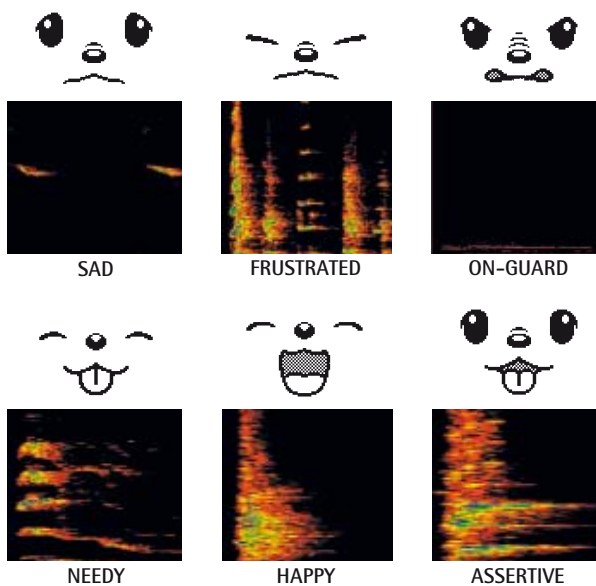 SAD
FRUSTRATED
ON-GUARD
NEEDY
HAPPY
ASSERTIVE